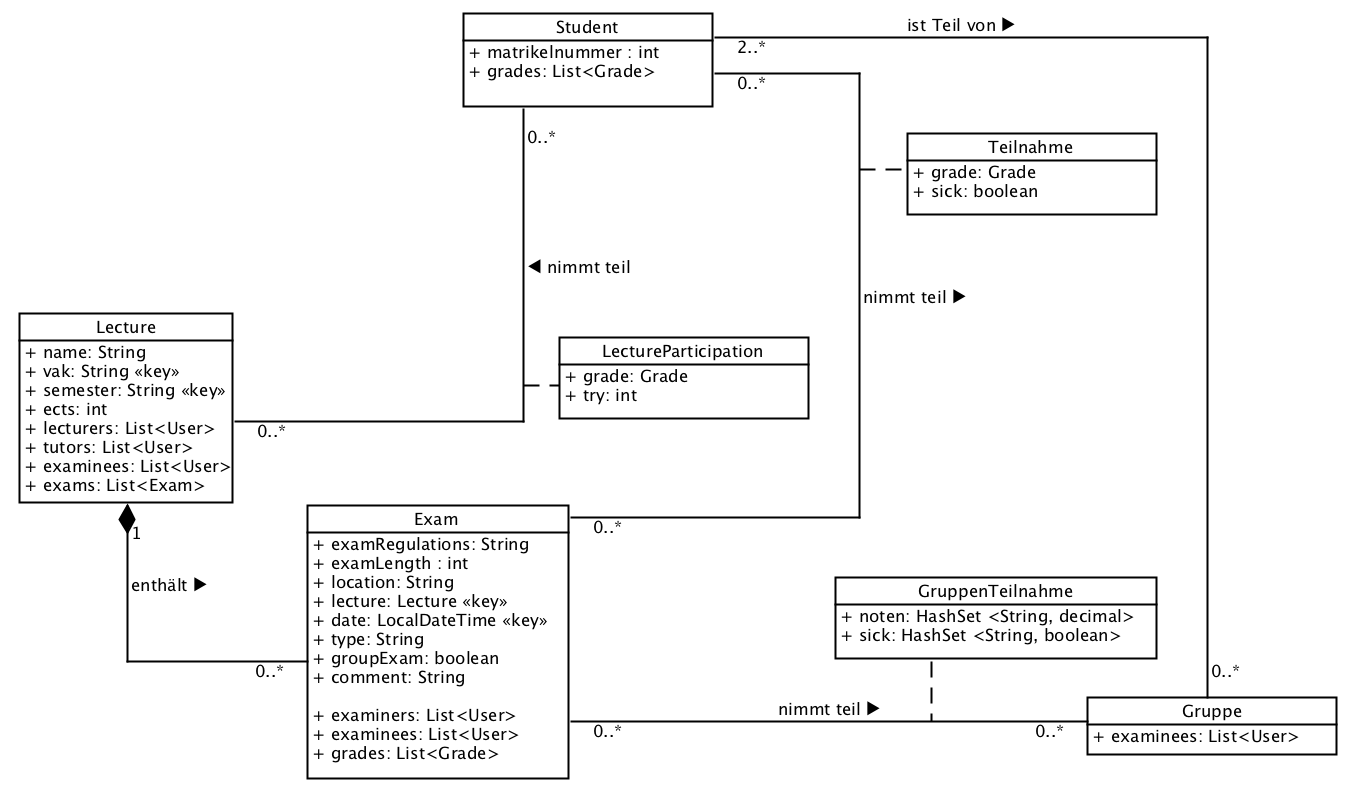 Student
+ matrikelnummer : int
+ grades: List<Grade>
ist Teil von ▶
2..*
0..*
0..*
Teilnahme
+ grade: Grade
+ sick: boolean
◀ nimmt teil
nimmt teil ▶
Lecture
+ name: String
+ vak: String «key»
+ semester: String «key»
+ ects: int
+ lecturers: List<User>
+ tutors: List<User>
+ examinees: List<User>
+ exams: List<Exam>
LectureParticipation
+ grade: Grade
+ try: int
0..*
1
enthält ▶
0..*
Exam
+ examRegulations: String
+ examLength : int
+ location: String
+ lecture: Lecture «key»
+ date: LocalDateTime «key»
+ type: String
+ groupExam: boolean
+ comment: String
+ examiners: List<User>
+ examinees: List<User>
+ grades: List<Grade>
0..*
GruppenTeilnahme
+ noten: HashSet <String, decimal>
+ sick: HashSet <String, boolean>
0..*
nimmt teil ▶
0..*
0..*
Gruppe
+ examinees: List<User>